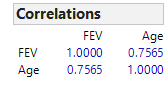 Correlations
FEV Age
FEV 1.0000 0.7565
Age 0.7565 1.0000